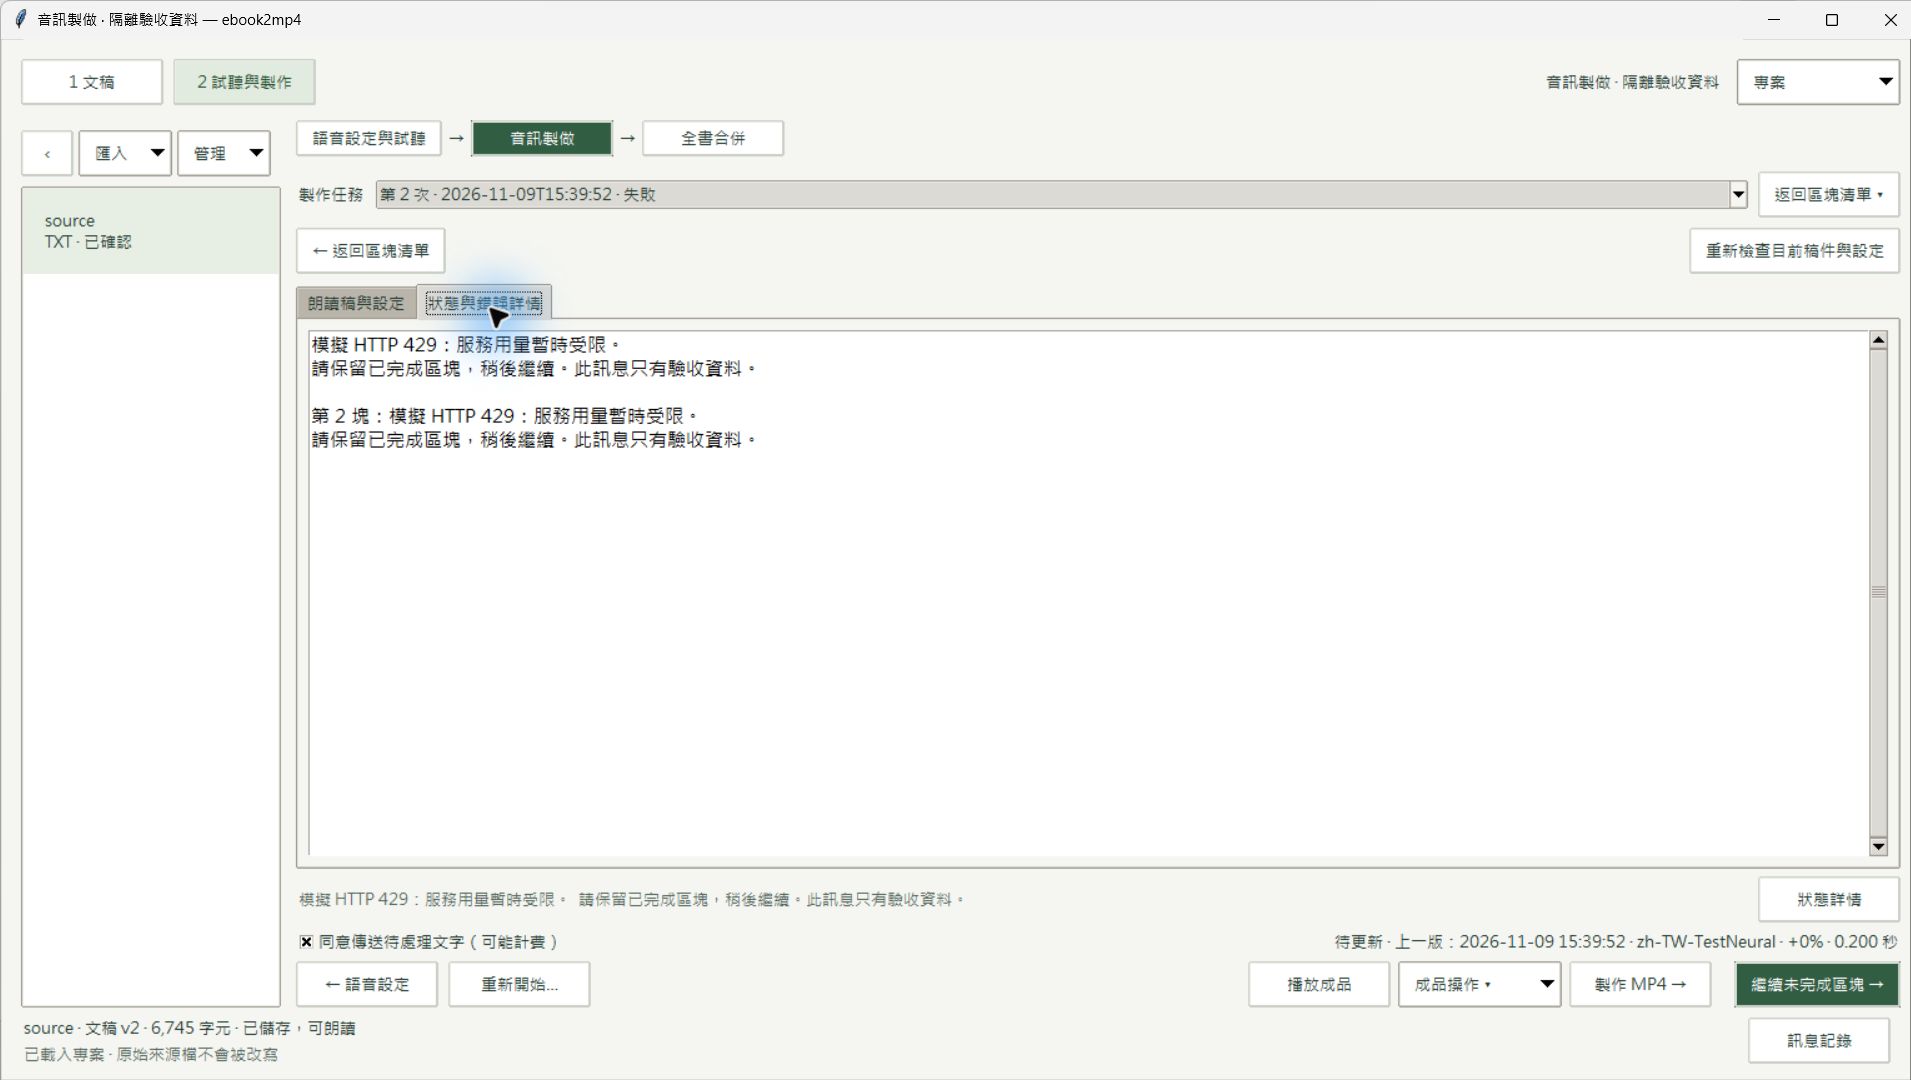 音訊製做 · 隔離驗收資料 — ebook2mp4
1 文稿
2 試聽與製作
音訊製做 · 隔離驗收資料
專案
‹
匯入
管理
語音設定與試聽
→
音訊製做
→
全書合併
製作任務
第 2 次 · 2026-11-09T15:39:52 · 失敗
返回區塊清單 ▾
source
TXT · 已確認
← 返回區塊清單
重新檢查目前稿件與設定
朗讀稿與設定
狀態與錯誤詳情
模擬 HTTP 429：服務用量暫時受限。
請保留已完成區塊，稍後繼續。此訊息只有驗收資料。
第 2 塊：模擬 HTTP 429：服務用量暫時受限。
請保留已完成區塊，稍後繼續。此訊息只有驗收資料。
模擬 HTTP 429：服務用量暫時受限。 請保留已完成區塊，稍後繼續。此訊息只有驗收資料。
狀態詳情
同意傳送待處理文字（可能計費）
待更新 · 上一版：2026-11-09 15:39:52 · zh-TW-TestNeural · +0% · 0.200 秒
← 語音設定
重新開始...
播放成品
成品操作 ▾
製作 MP4 →
繼續未完成區塊 →
source · 文稿 v2 · 6,745 字元 · 已儲存，可朗讀
已載入專案 · 原始來源檔不會被改寫
訊息記錄